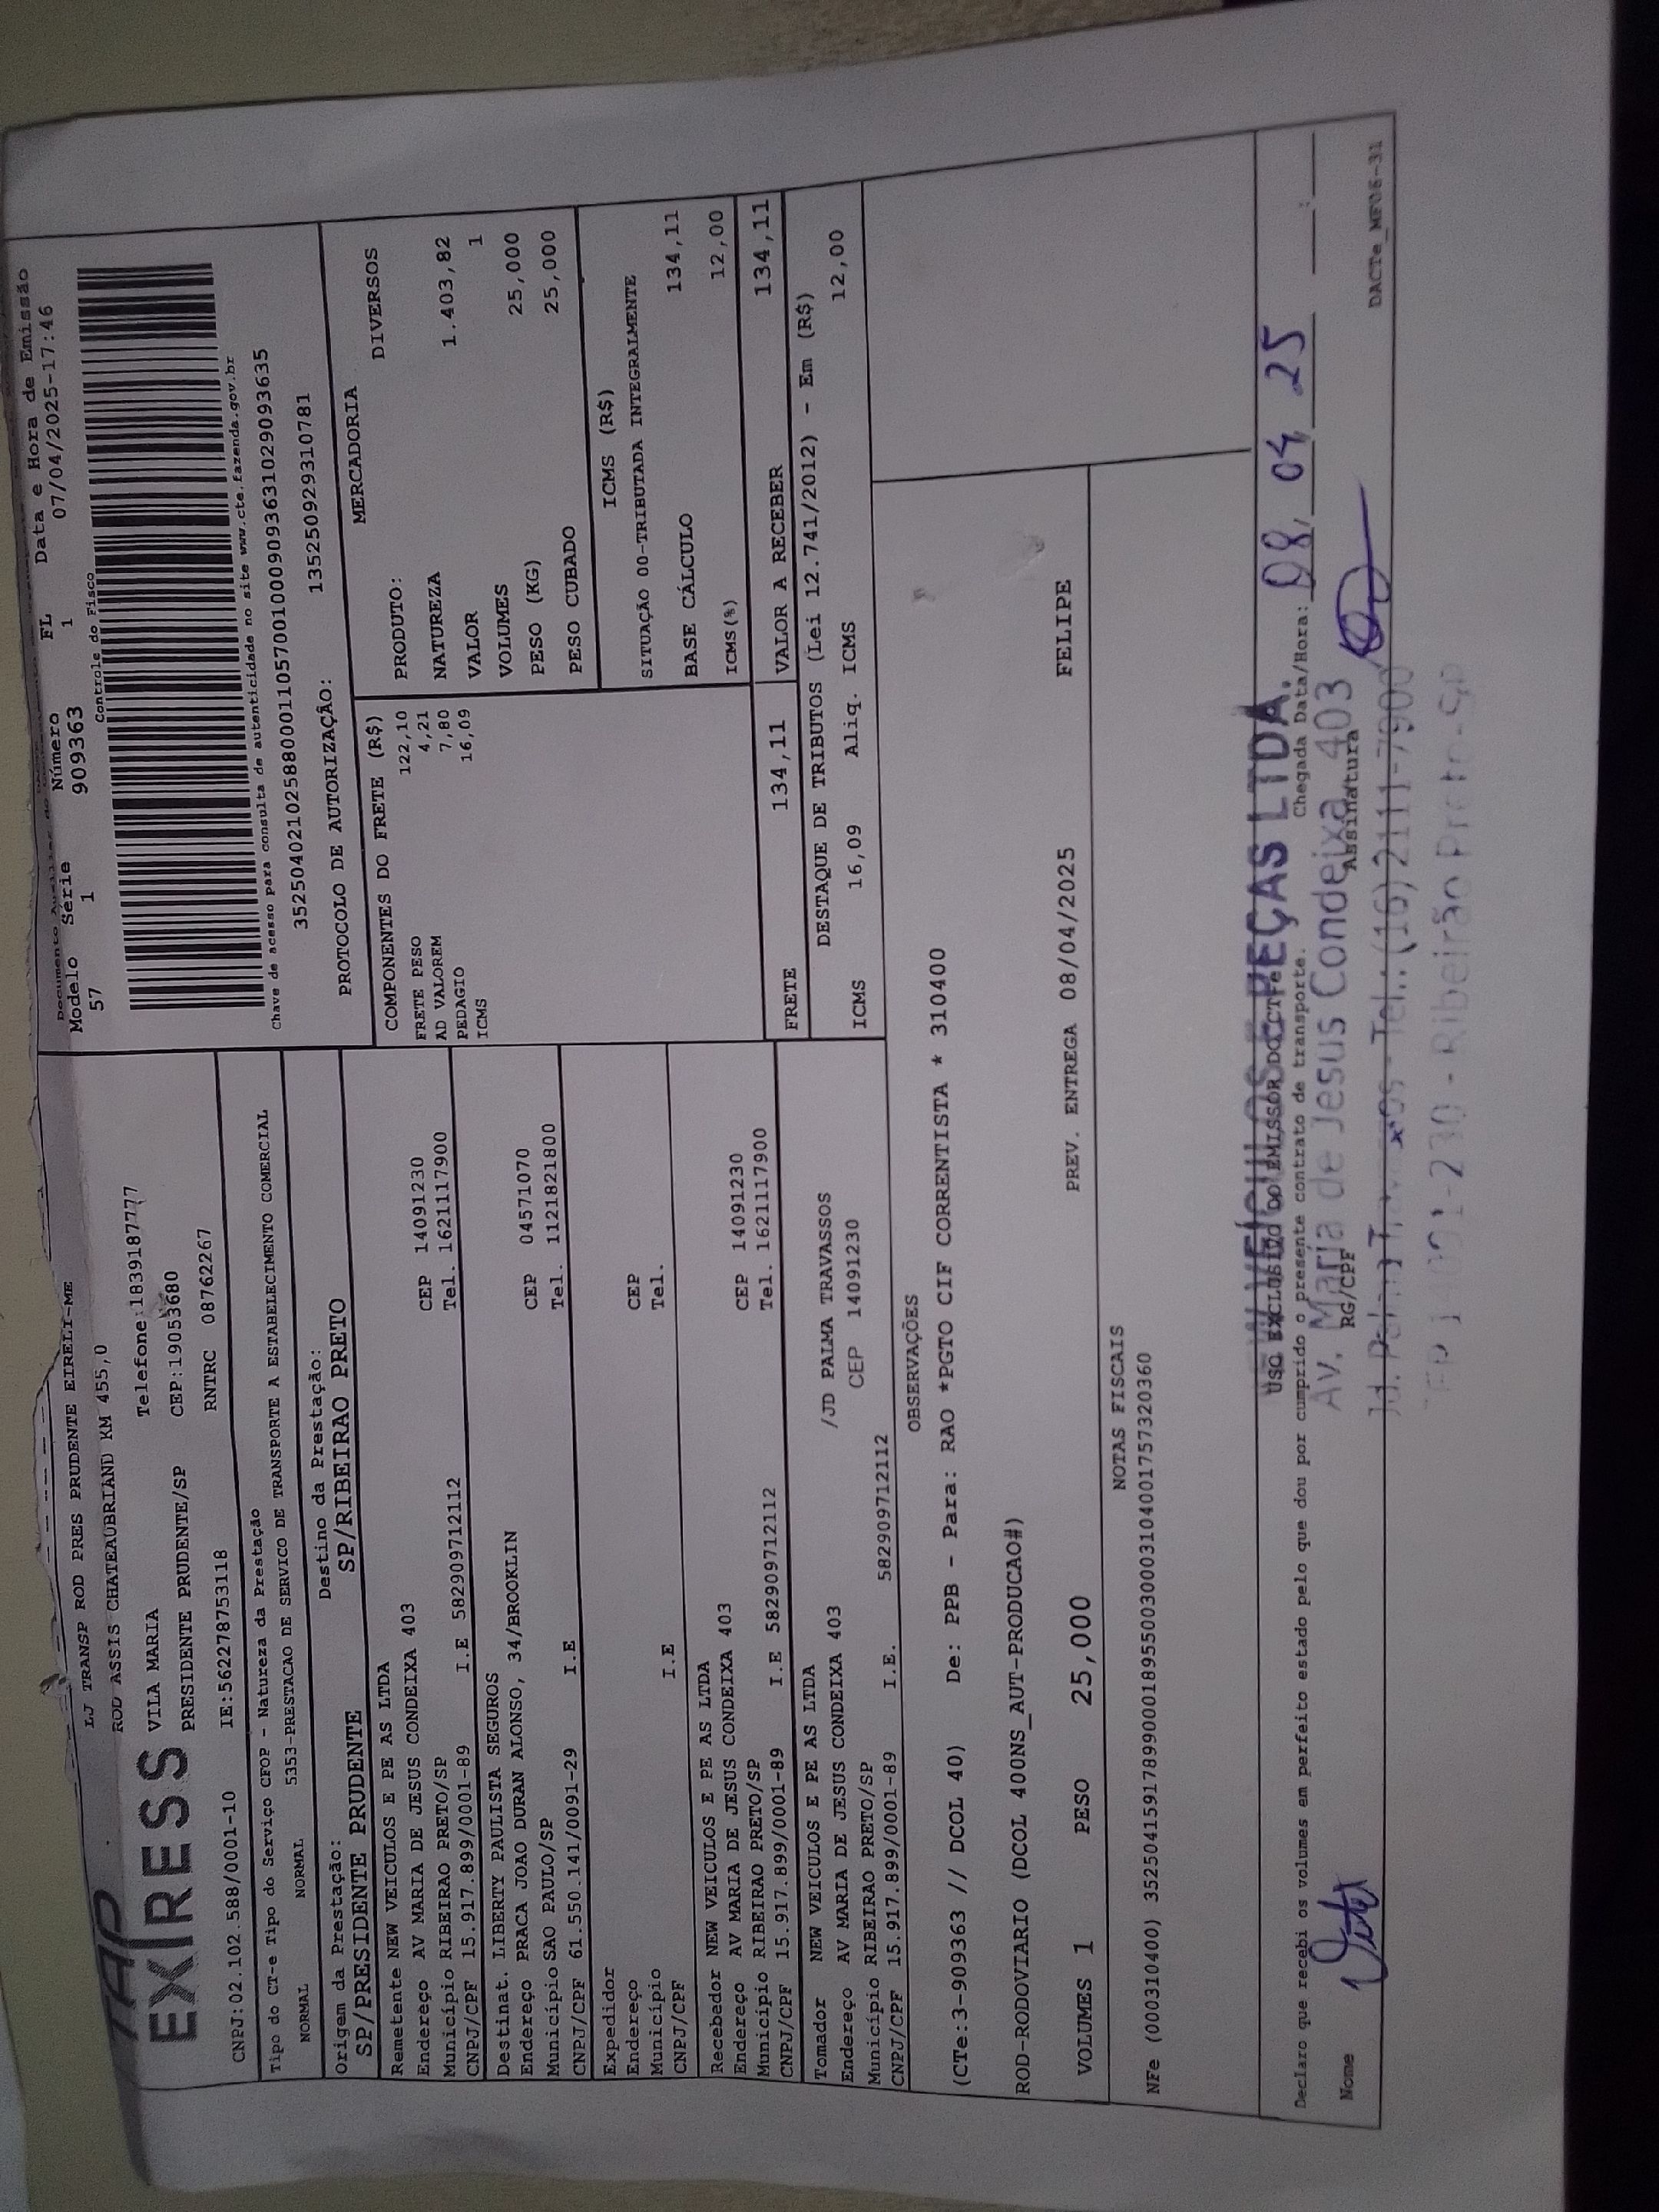 TAP
EXPRESS
LJ TRANSP ROD PRES PRUDENTE EIRELI-ME
ROD ASSIS CHATEAUBRIAND KM 455,0
VILA MARIA Telefone:1839187777
PRESIDENTE PRUDENTE/SP CEP:19053680
CNPJ:02.102.588/0001-10 IE:562278753118 RNTRC 08762267
Data e Hora de Emissão
Modelo Série Número FL
57 1 909363 1 07/04/2025-17:46
Controle do Fisco
Chave de acesso para consulta de autenticidade no site www.cte.fazenda.gov.br
35250402102588000110570010009093631029093635
PROTOCOLO DE AUTORIZAÇÃO: 135250929310781
Tipo do CT-e Tipo do Serviço CFOP - Natureza da Prestação
NORMAL NORMAL 5353-PRESTACAO DE SERVICO DE TRANSPORTE A ESTABELECIMENTO COMERCIAL
Origem da Prestação: Destino da Prestação:
SP/PRESIDENTE PRUDENTE SP/RIBEIRAO PRETO
Remetente NEW VEICULOS E PE AS LTDA
Endereço AV MARIA DE JESUS CONDEIXA 403 CEP 14091230
Município RIBEIRAO PRETO/SP Tel. 1621117900
CNPJ/CPF 15.917.899/0001-89 I.E 582909712112
Destinat. LIBERTY PAULISTA SEGUROS
Endereço PRACA JOAO DURAN ALONSO, 34/BROOKLIN CEP 04571070
Município SAO PAULO/SP Tel. 1121821800
CNPJ/CPF 61.550.141/0091-29 I.E
Expedidor
Endereço CEP
Município Tel.
CNPJ/CPF I.E
Recebedor NEW VEICULOS E PE AS LTDA
Endereço AV MARIA DE JESUS CONDEIXA 403 CEP 14091230
Município RIBEIRAO PRETO/SP Tel. 1621117900
CNPJ/CPF 15.917.899/0001-89 I.E 582909712112
Tomador NEW VEICULOS E PE AS LTDA
Endereço AV MARIA DE JESUS CONDEIXA 403 /JD PALMA TRAVASSOS
Município RIBEIRAO PRETO/SP CEP 14091230
CNPJ/CPF 15.917.899/0001-89 I.E. 582909712112
COMPONENTES DO FRETE (R$)
FRETE PESO 122,10
AD VALOREM 4,21
PEDAGIO 7,80
ICMS 16,09
MERCADORIA
PRODUTO: DIVERSOS
NATUREZA
VALOR 1.403,82
VOLUMES 1
PESO (KG) 25,000
PESO CUBADO 25,000
ICMS (R$)
SITUAÇÃO 00-TRIBUTADA INTEGRALMENTE
BASE CÁLCULO 134,11
ICMS(%) 12,00
FRETE 134,11 VALOR A RECEBER 134,11
DESTAQUE DE TRIBUTOS (Lei 12.741/2012) - Em (R$)
ICMS 16,09 Aliq. ICMS 12,00
OBSERVAÇÕES
(CTe:3-909363 // DCOL 40) De: PPB - Para: RAO *PGTO CIF CORRENTISTA * 310400
ROD-RODOVIARIO (DCOL 400NS_AUT-PRODUCAO#)
VOLUMES 1 PESO 25,000 PREV. ENTREGA 08/04/2025 FELIPE
NOTAS FISCAIS
NFe (000310400) 35250415917899000189550030003104001757320360
USO EXCLUSIVO DO EMISSOR DO CT-e
VEÍCULOS E PEÇAS LTDA.
Declaro que recebi os volumes em perfeito estado pelo que dou por cumprido o presente contrato de transporte. Chegada Data/Hora: 08/04/25
Av. Maria de Jesus Condeixa 403
Nome RG/CPF Assinatura
Tel.: (16) 2111-7900
14091-230 - Ribeirão Preto-SP
DACTe_MF06-31